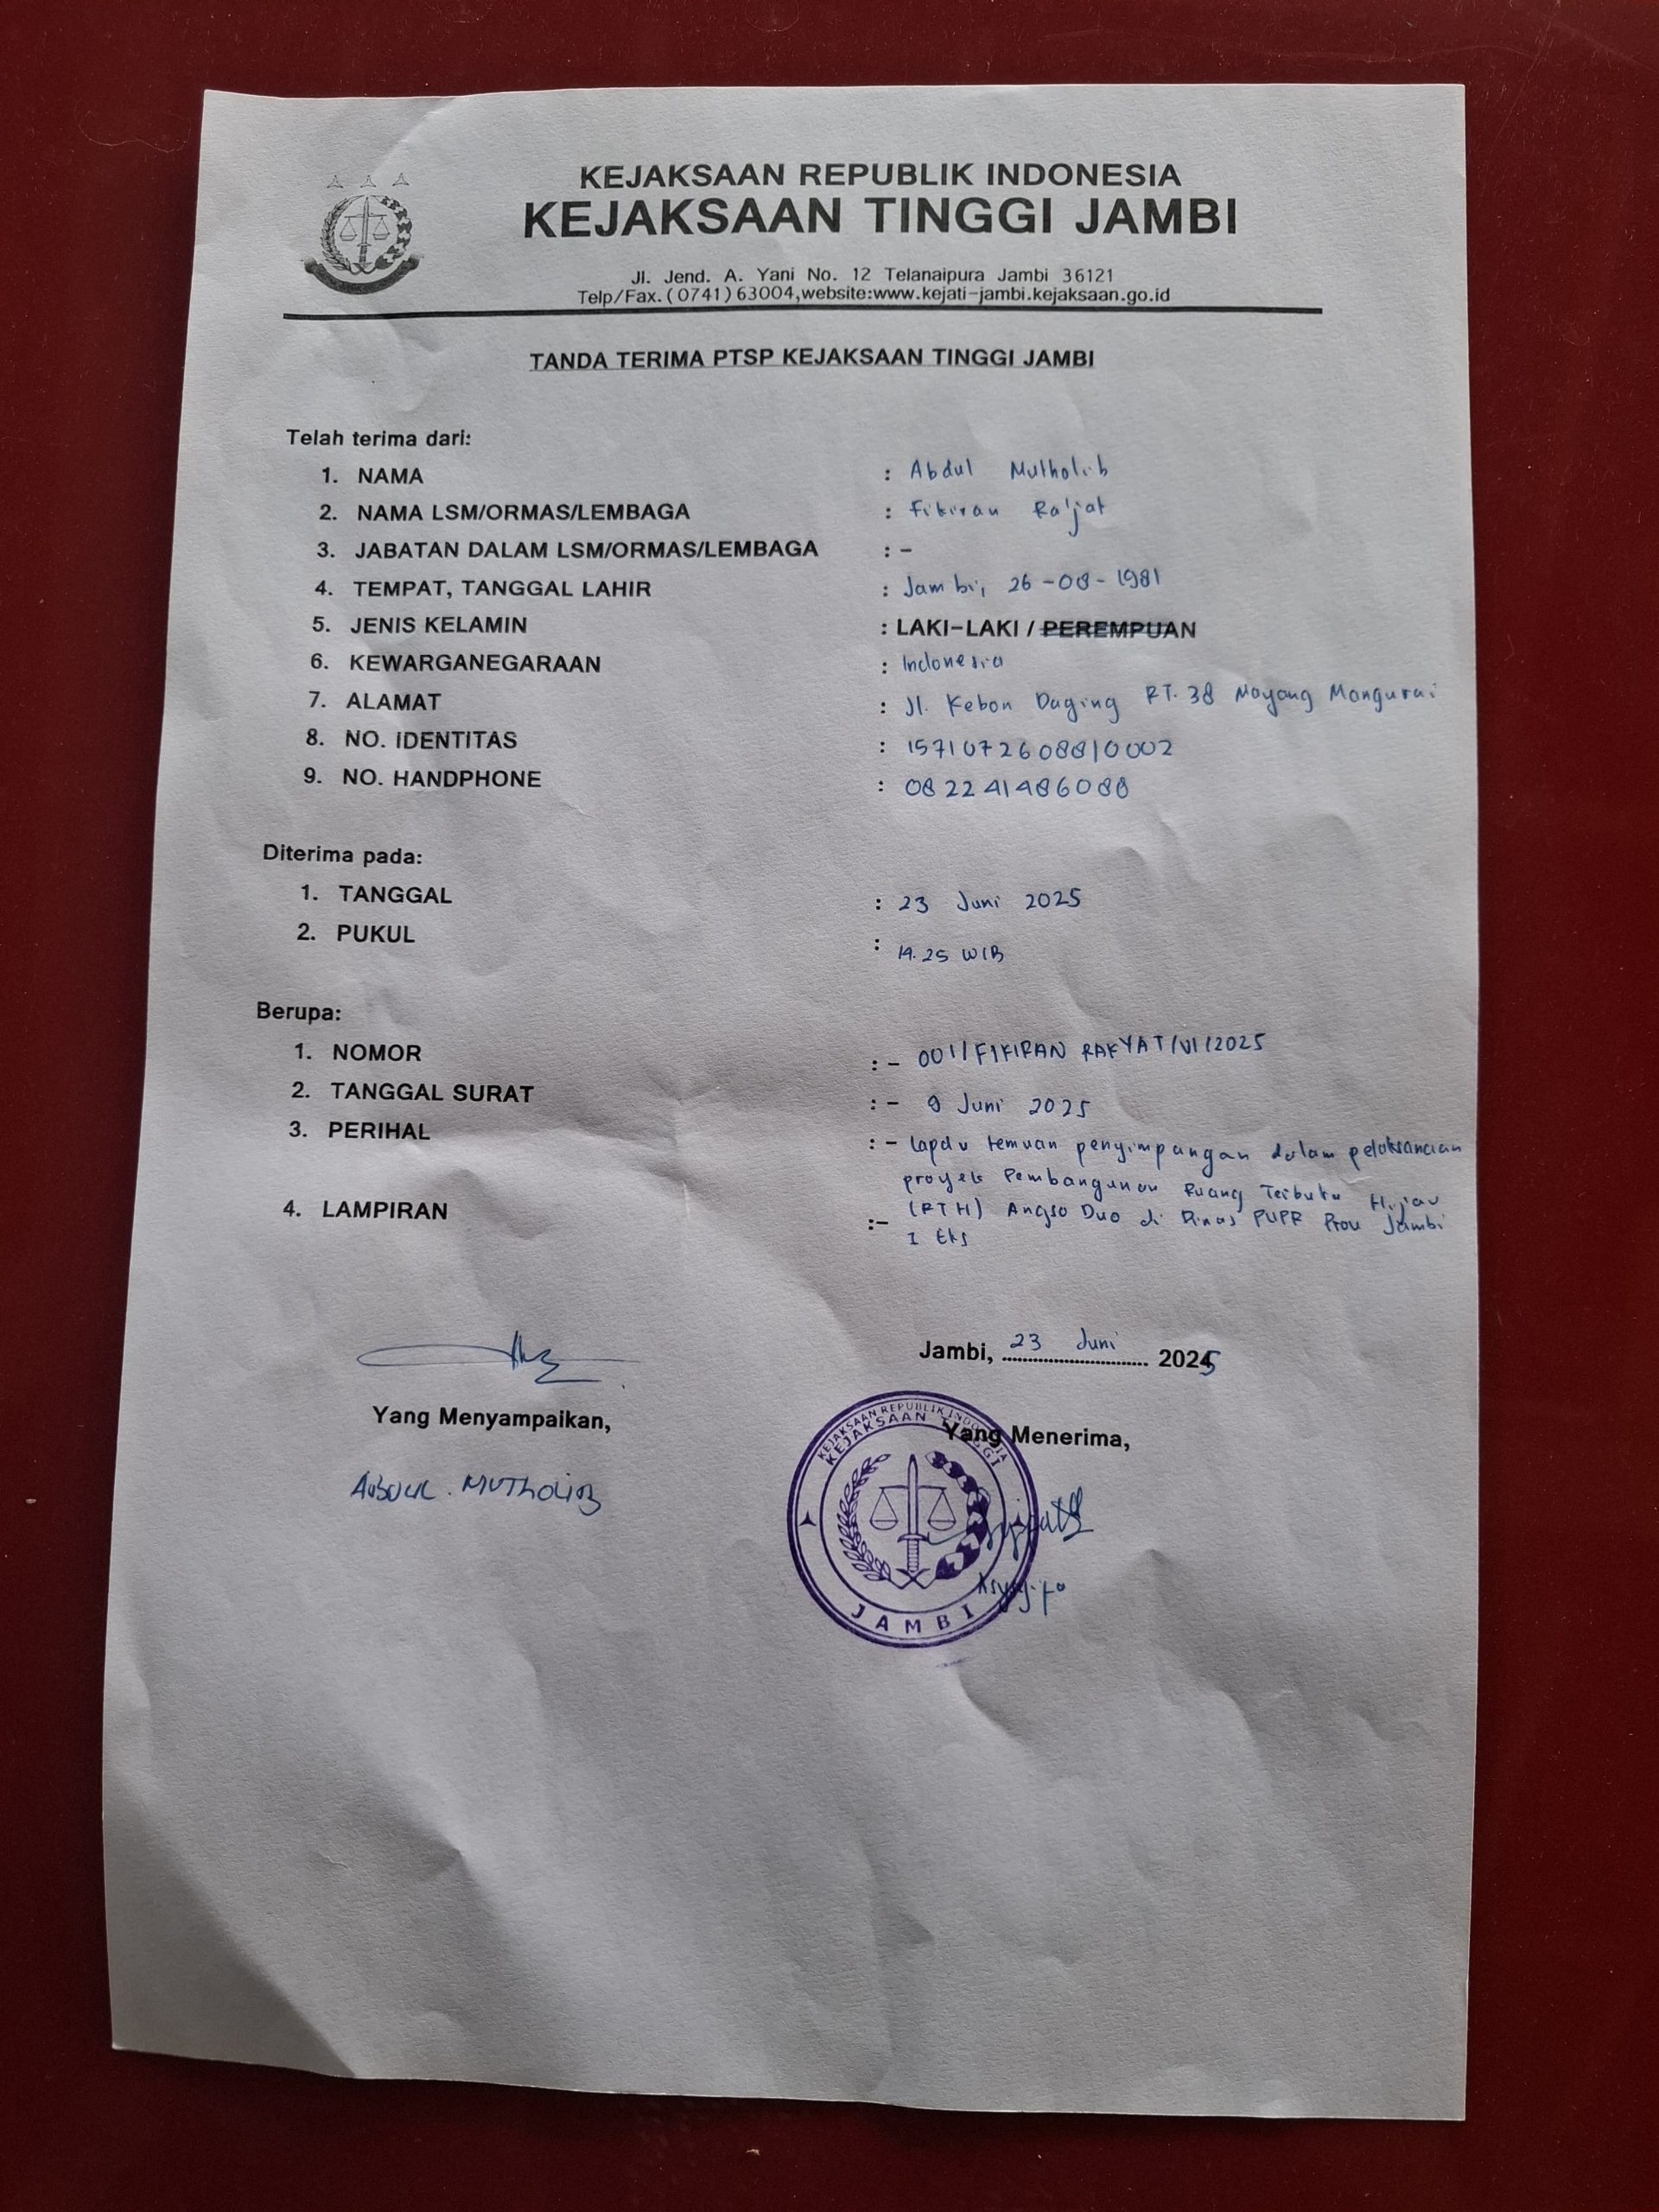 KEJAKSAAN REPUBLIK INDONESIA
KEJAKSAAN TINGGI JAMBI
Jl. Jend. A. Yani No. 12 Telanaipura Jambi 36121
Telp/Fax. (0741) 63004, website:www.kejati-jambi.kejaksaan.go.id
TANDA TERIMA PTSP KEJAKSAAN TINGGI JAMBI
Telah terima dari:
1. NAMA : Abdul Mutholib
2. NAMA LSM/ORMAS/LEMBAGA : Fikiran Ra'jat
3. JABATAN DALAM LSM/ORMAS/LEMBAGA : -
4. TEMPAT, TANGGAL LAHIR : Jambi, 26-08-1981
5. JENIS KELAMIN : LAKI-LAKI / PEREMPUAN
6. KEWARGANEGARAAN : Indonesia
7. ALAMAT : Jl. Kebon Daging RT. 38 Mayang Mangurai
8. NO. IDENTITAS : 1571072608810002
9. NO. HANDPHONE : 082241486088
Diterima pada:
1. TANGGAL : 23 Juni 2025
2. PUKUL : 14.25 WIB
Berupa:
1. NOMOR : - 001/FIKIRAN RAKYAT/VI/2025
2. TANGGAL SURAT : - 9 Juni 2025
3. PERIHAL : - Lapdu temuan penyimpangan dalam pelaksanaan
proyek Pembangunan Ruang Terbuka Hijau
(RTH) Angso Duo di Dinas PUPR Prov Jambi
4. LAMPIRAN : - 1 Eks
Jambi, 23 Juni 2025
Yang Menyampaikan,
Yang Menerima,
ABDUL. MUTHOLIB
KEJAKSAAN REPUBLIK INDONESIA
KEJAKSAAN TINGGI
JAMBI